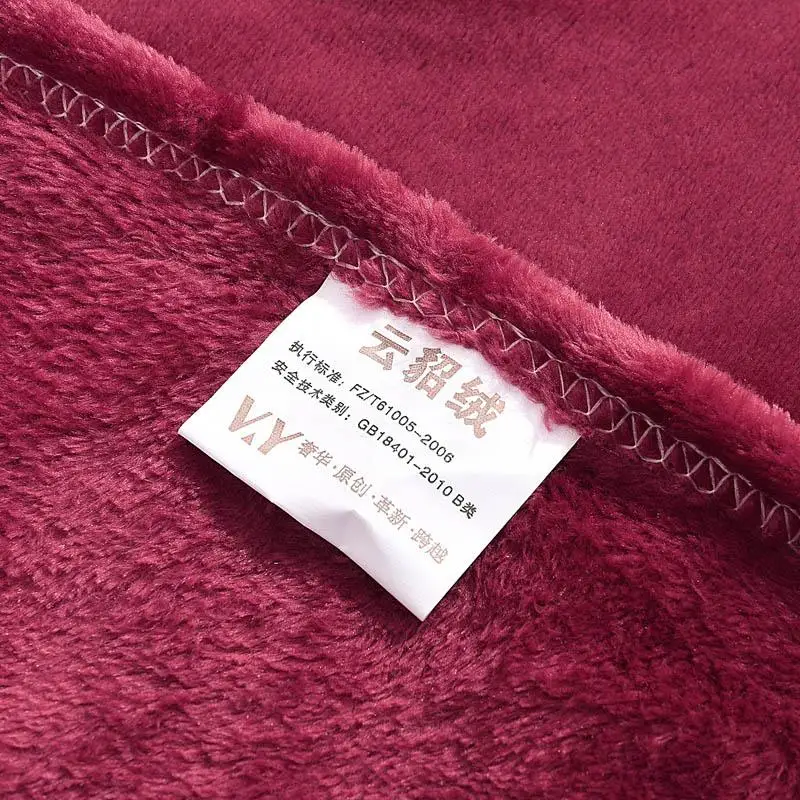 云貂绒
执行标准：FZ/T61005-2006
安全技术类别：GB18401-2010 B类
VXY 奢华·原创·革新·跨越